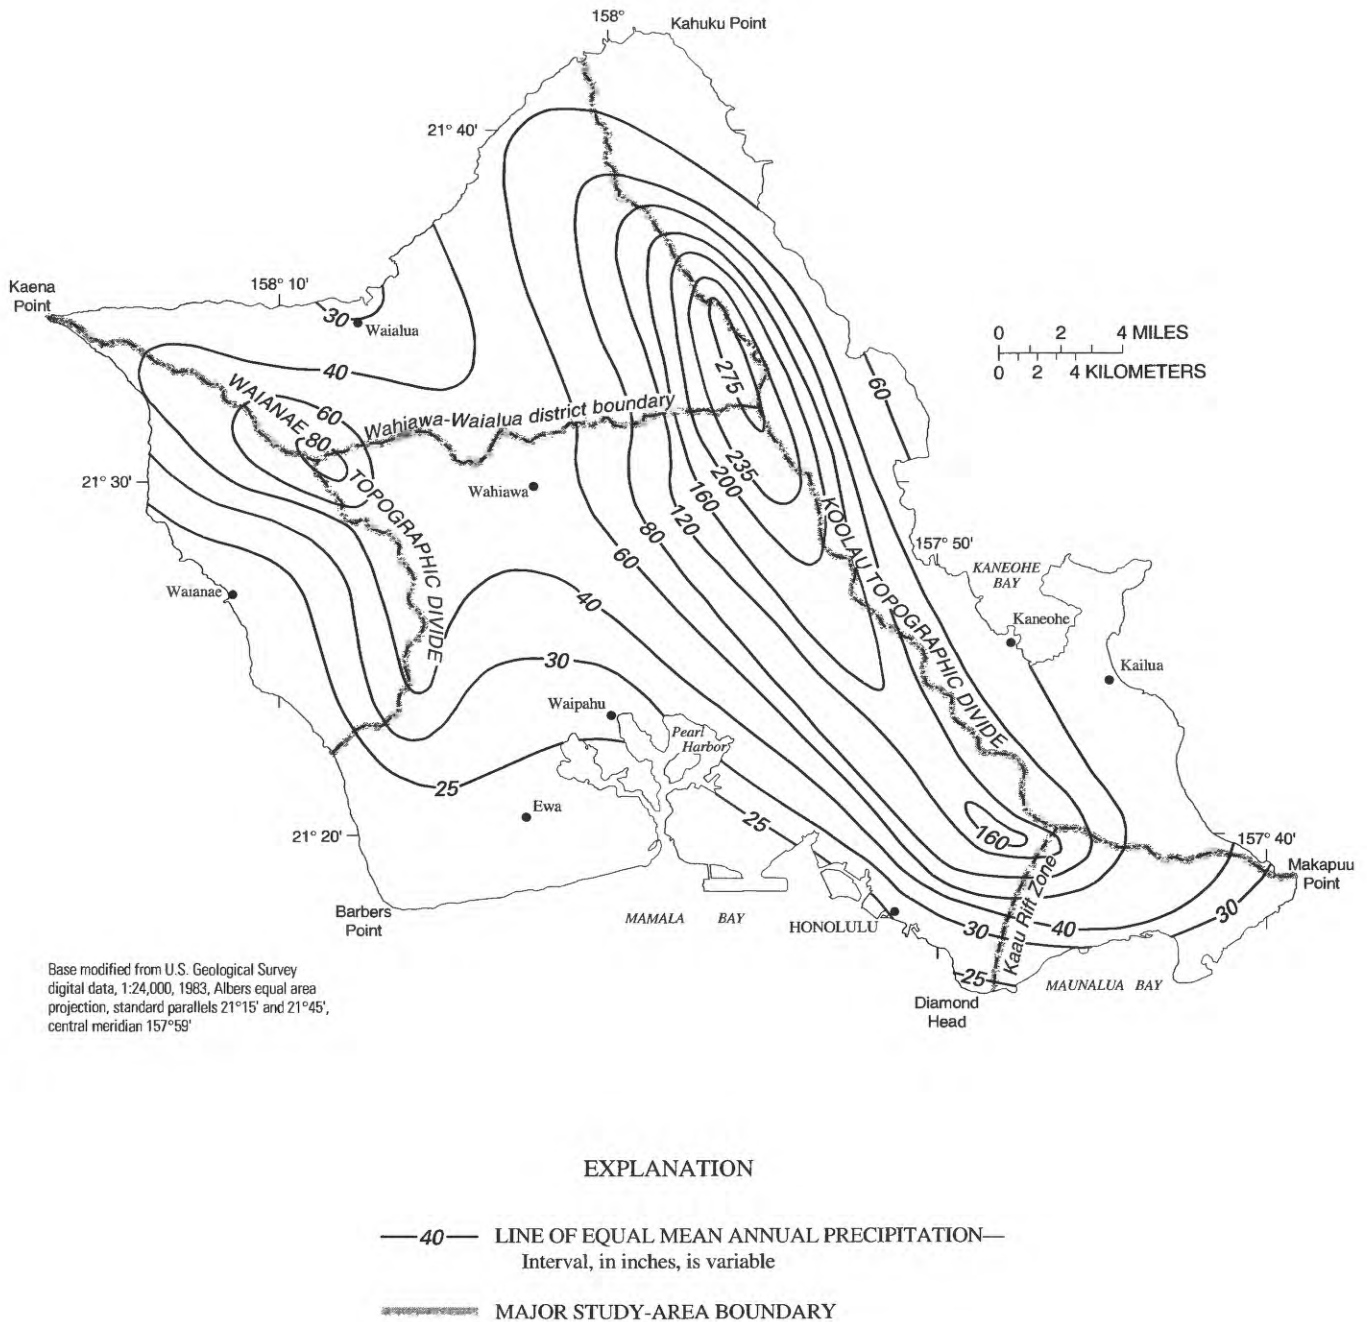 158°
Kahuku Point
21° 40'
Kaena
Point
158° 10'
30
Waialua
0 2 4 MILES
0 2 4 KILOMETERS
40
WAIANAE TOPOGRAPHIC DIVIDE
60
80
Wahiawa-Waialua district boundary
275
60
21° 30'
Wahiawa
235
200
160
120
80
60
KOOLAU TOPOGRAPHIC DIVIDE
157° 50'
KANEOHE
BAY
Kaneohe
Kailua
Waianae
40
30
Waipahu
Pearl
Harbor
25
Ewa
25
21° 20'
160
157° 40'
Makapuu
Point
Barbers
Point
MAMALA BAY
HONOLULU
30
40
30
Kaau Rift Zone
25
Diamond
Head
MAUNALUA BAY
Base modified from U.S. Geological Survey
digital data, 1:24,000, 1983, Albers equal area
projection, standard parallels 21°15' and 21°45',
central meridian 157°59'
EXPLANATION
40 LINE OF EQUAL MEAN ANNUAL PRECIPITATION—
Interval, in inches, is variable
MAJOR STUDY-AREA BOUNDARY